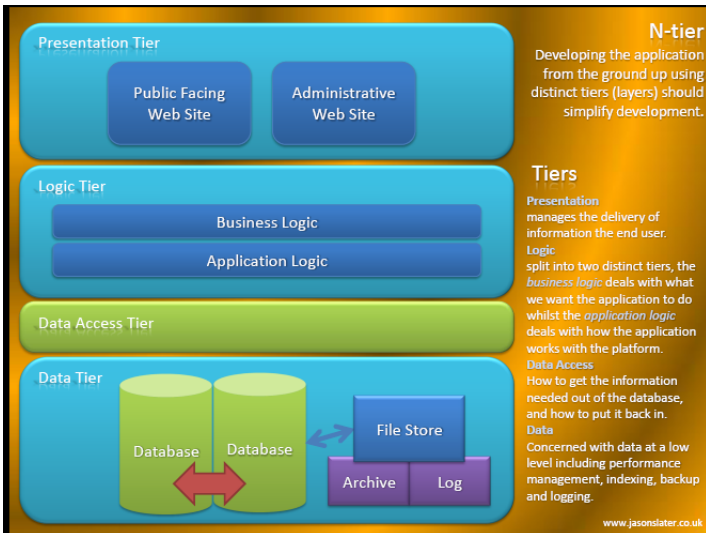 Presentation Tier
Public Facing
Web Site
Administrative
Web Site
Logic Tier
Business Logic
Application Logic
Data Access Tier
Data Tier
Database
Database
File Store
Archive
Log
N-tier
Developing the application
from the ground up using
distinct tiers (layers) should
simplify development.
Tiers
Presentation
manages the delivery of
information the end user.
Logic
split into two distinct tiers, the
business logic deals with what
we want the application to do
whilst the application logic
deals with how the application
works with the platform.
Data Access
How to get the information
needed out of the database,
and how to put it back in.
Data
Concerned with data at a low
level including performance
management, indexing, backup
and logging.
www.jasonslater.co.uk